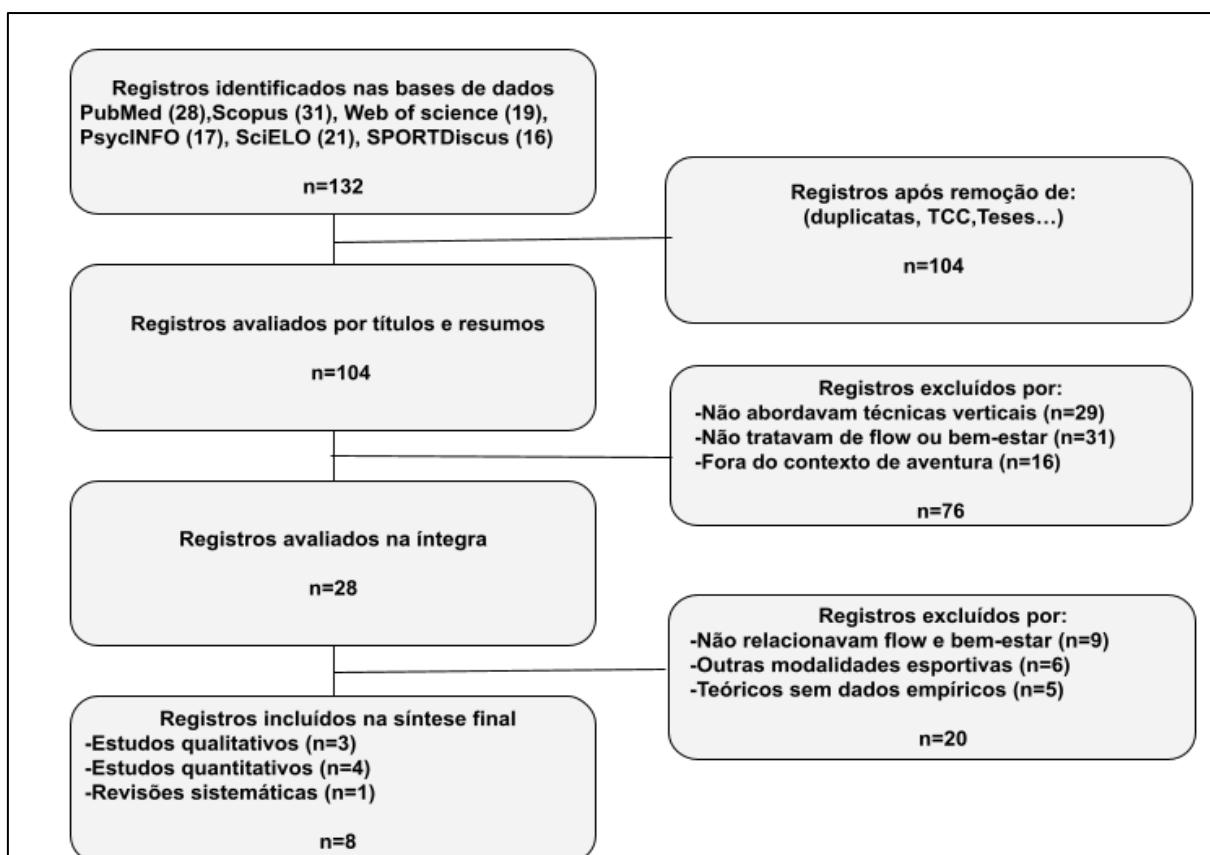 Registros identificados nas bases de dados
PubMed (28),Scopus (31), Web of science (19),
PsycINFO (17), SciELO (21), SPORTDiscus (16)
n=132
Registros após remoção de:
(duplicatas, TCC,Teses...)
n=104
Registros avaliados por títulos e resumos
n=104
Registros excluídos por:
-Não abordavam técnicas verticais (n=29)
-Não tratavam de flow ou bem-estar (n=31)
-Fora do contexto de aventura (n=16)
n=76
Registros avaliados na íntegra
n=28
Registros excluídos por:
-Não relacionavam flow e bem-estar (n=9)
-Outras modalidades esportivas (n=6)
-Teóricos sem dados empíricos (n=5)
n=20
Registros incluídos na síntese final
-Estudos qualitativos (n=3)
-Estudos quantitativos (n=4)
-Revisões sistemáticas (n=1)
n=8